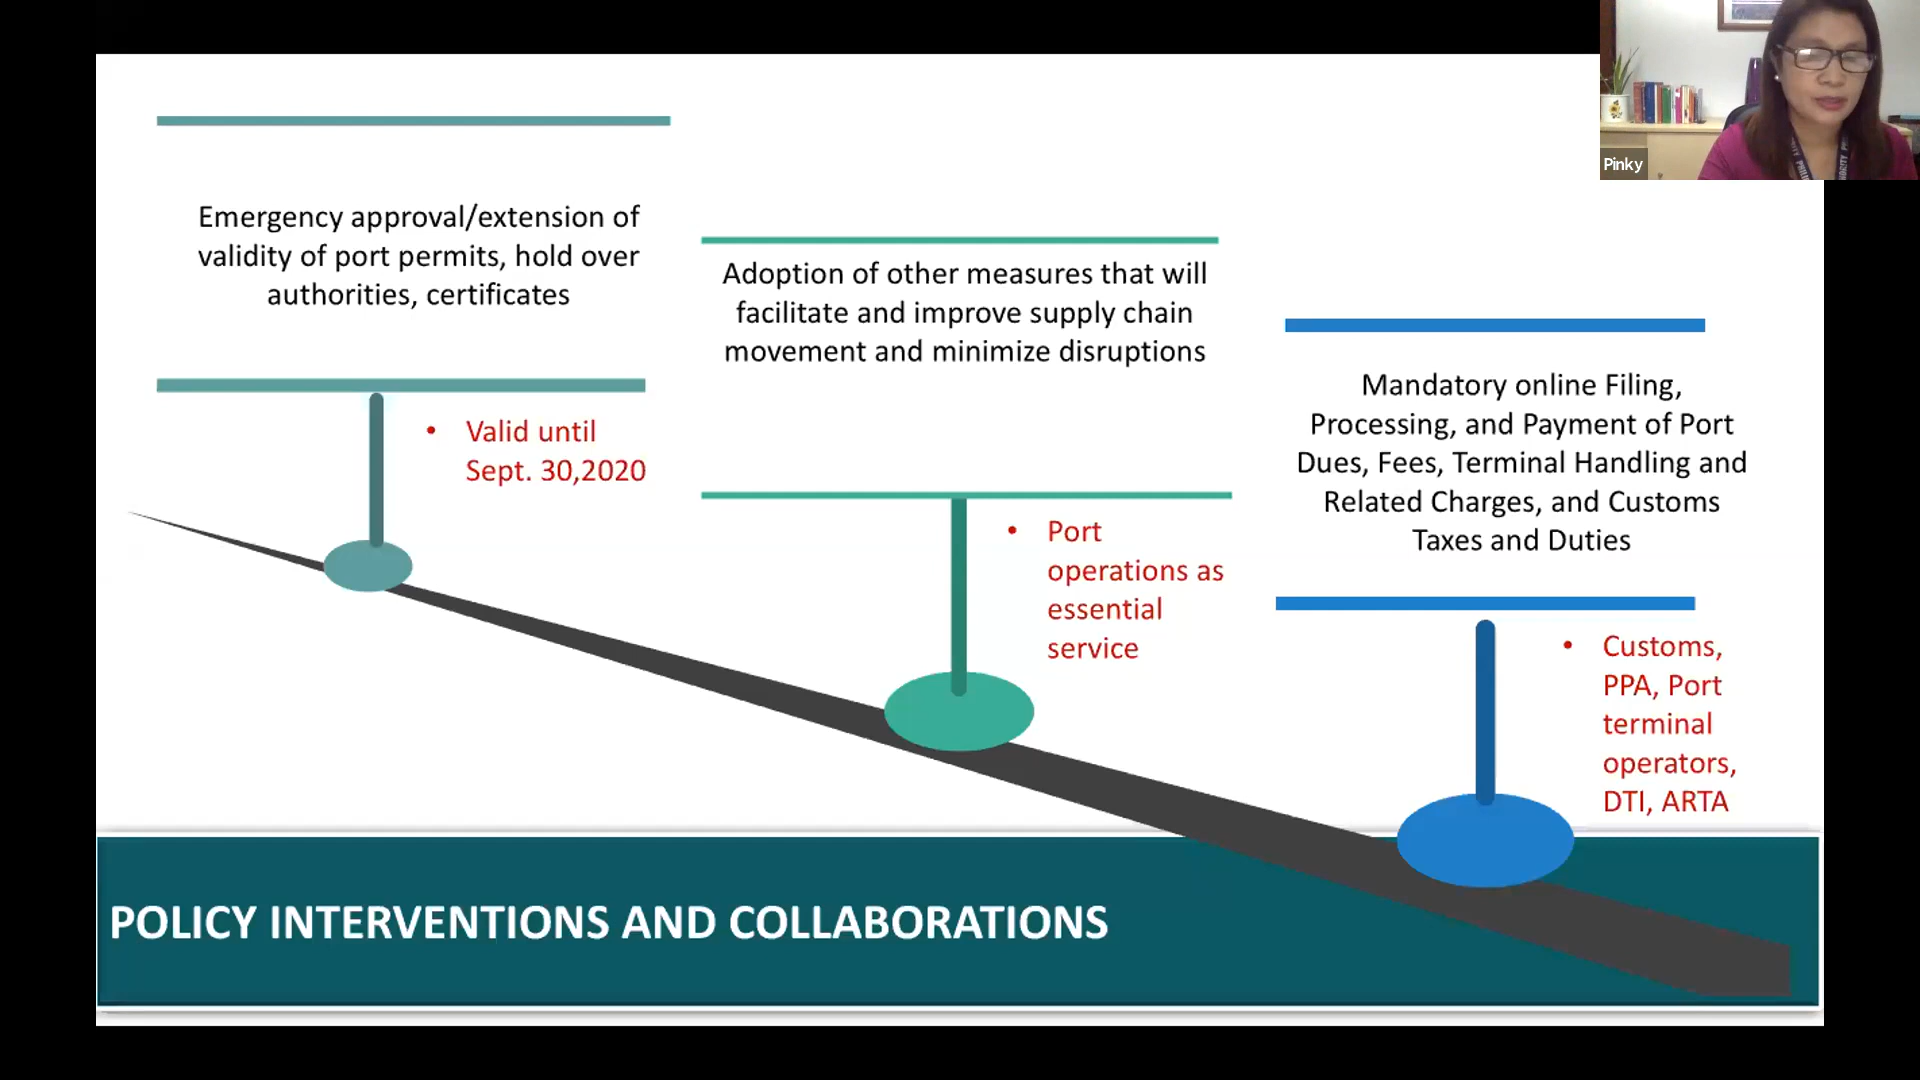 Pinky
Emergency approval/extension of
validity of port permits, hold over
authorities, certificates
• Valid until
Sept. 30,2020
Adoption of other measures that will
facilitate and improve supply chain
movement and minimize disruptions
• Port
operations as
essential
service
Mandatory online Filing,
Processing, and Payment of Port
Dues, Fees, Terminal Handling and
Related Charges, and Customs
Taxes and Duties
• Customs,
PPA, Port
terminal
operators,
DTI, ARTA
POLICY INTERVENTIONS AND COLLABORATIONS